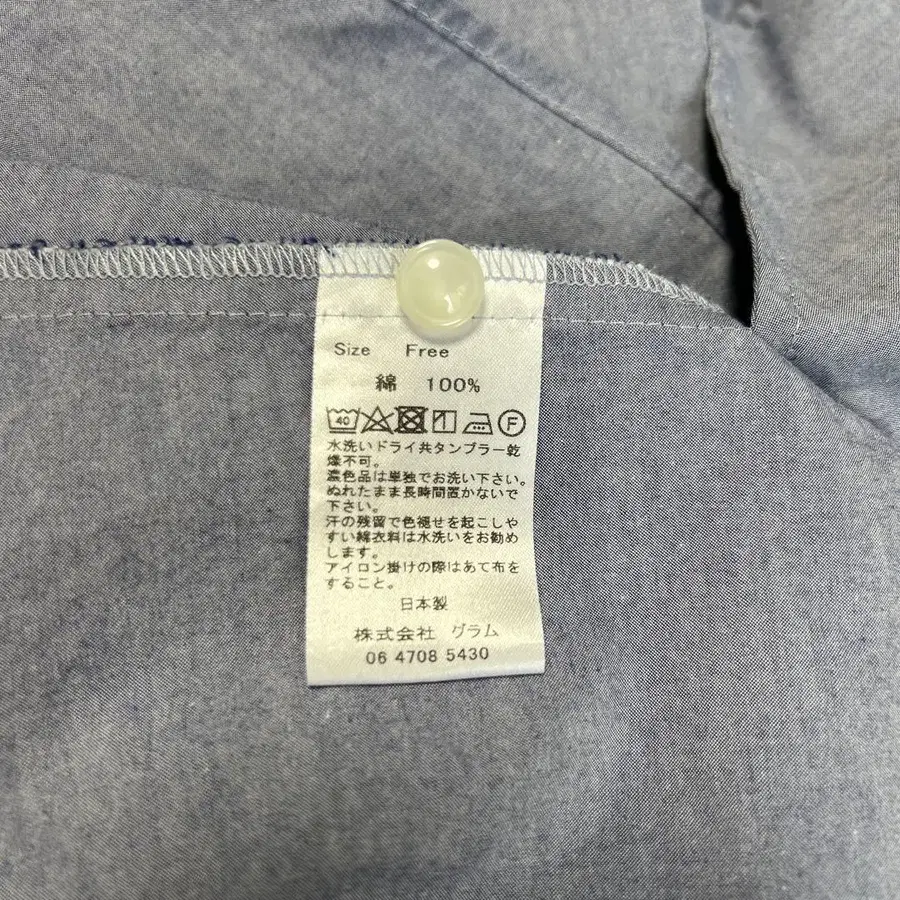 Size Free
綿 100%
40 F
水洗いドライ共タンブラー乾
燥不可。
濃色品は単独でお洗い下さい。
ぬれたまま長時間置かないで
下さい。
汗の残留で色褪せを起こしや
すい綿衣料は水洗いをお勧め
します。
アイロン掛けの際はあて布を
すること。
日本製
株式会社 グラム
06 4708 5430